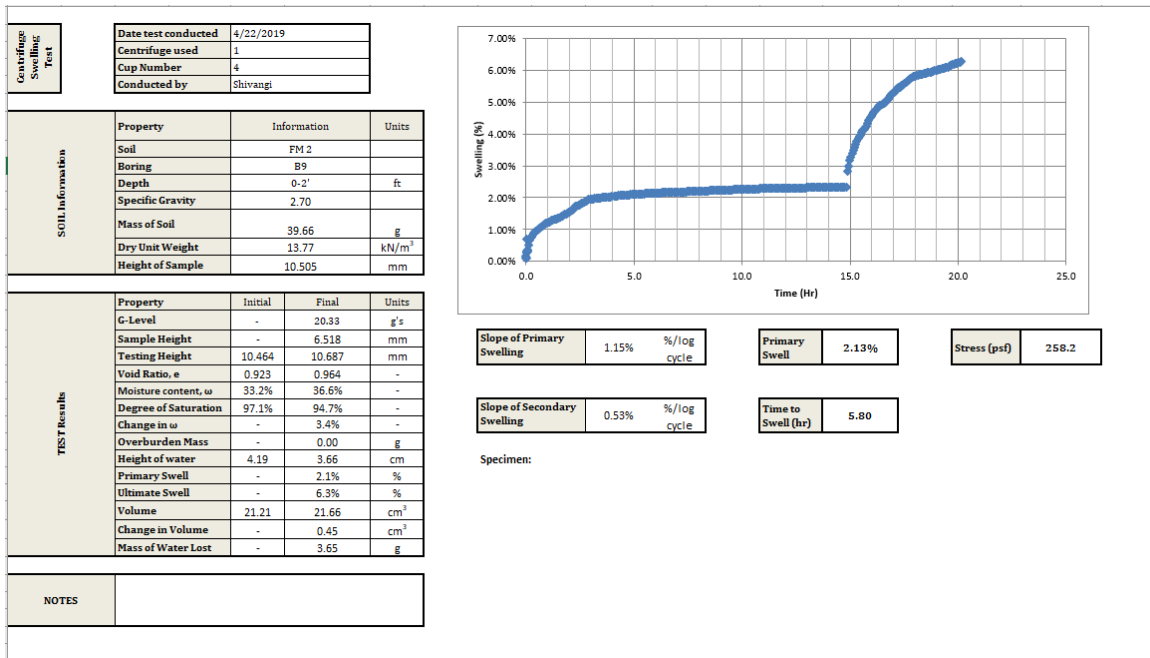 Centrifuge
Swelling
Test
Date test conducted 4/22/2019
Centrifuge used 1
Cup Number 4
Conducted by Shivangi
SOIL Information
Property Information Units
Soil FM 2
Boring B9
Depth 0-2' ft
Specific Gravity 2.70
Mass of Soil 39.66 g
Dry Unit Weight 13.77 kN/m³
Height of Sample 10.505 mm
TEST Results
Property Initial Final Units
G-Level - 20.33 g's
Sample Height - 6.518 mm
Testing Height 10.464 10.687 mm
Void Ratio, e 0.923 0.964 -
Moisture content, ω 33.2% 36.6% -
Degree of Saturation 97.1% 94.7% -
Change in ω - 3.4% -
Overburden Mass - 0.00 g
Height of water 4.19 3.66 cm
Primary Swell - 2.1% %
Ultimate Swell - 6.3% %
Volume 21.21 21.66 cm³
Change in Volume - 0.45 cm³
Mass of Water Lost - 3.65 g
NOTES
Swelling (%)
7.00%
6.00%
5.00%
4.00%
3.00%
2.00%
1.00%
0.00%
0.0 5.0 10.0 15.0 20.0 25.0
Time (Hr)
Slope of Primary
Swelling 1.15% %/log
cycle
Primary
Swell 2.13%
Stress (psf) 258.2
Slope of Secondary
Swelling 0.53% %/log
cycle
Time to
Swell (hr) 5.80
Specimen: